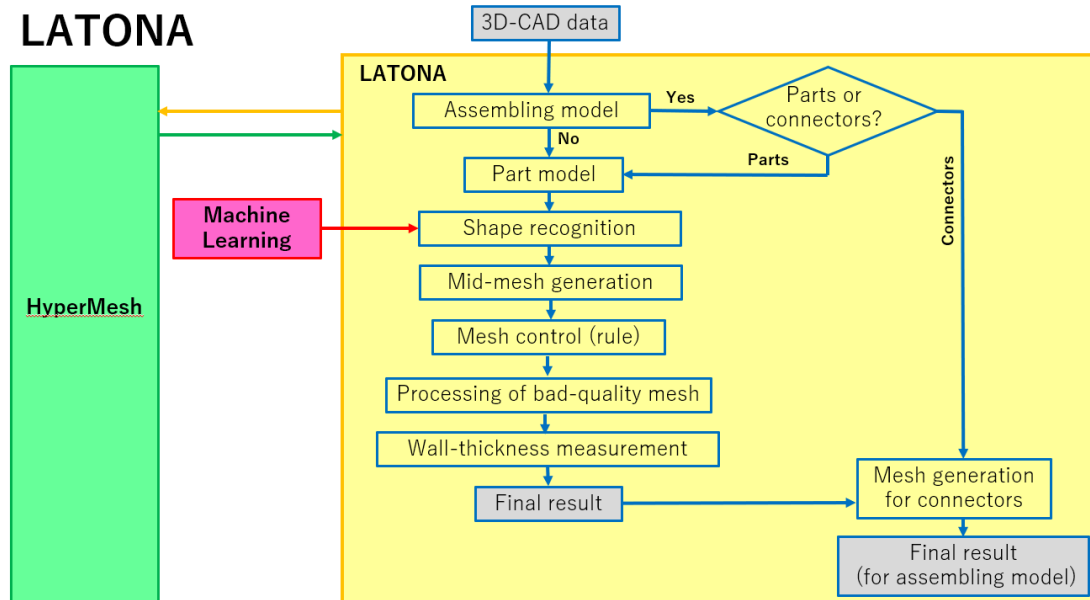 LATONA
3D-CAD data
LATONA
Assembling model
Yes
Parts or
connectors?
No
Parts
Part model
Connectors
Machine
Learning
Shape recognition
Mid-mesh generation
HyperMesh
Mesh control (rule)
Processing of bad-quality mesh
Wall-thickness measurement
Final result
Mesh generation
for connectors
Final result
(for assembling model)